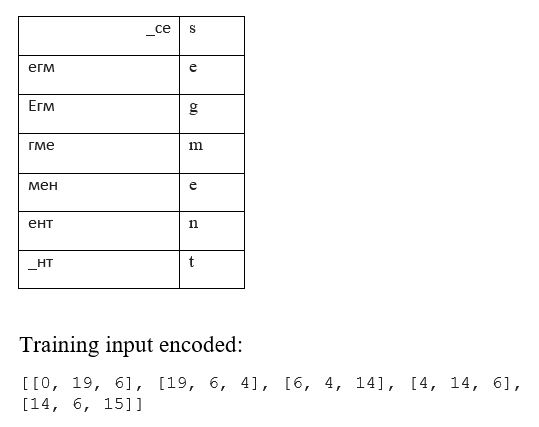 _се s
егм e
Егм g
гме m
мен e
ент n
_нт t
Training input encoded:
[[0, 19, 6], [19, 6, 4], [6, 4, 14], [4, 14, 6],
[14, 6, 15]]